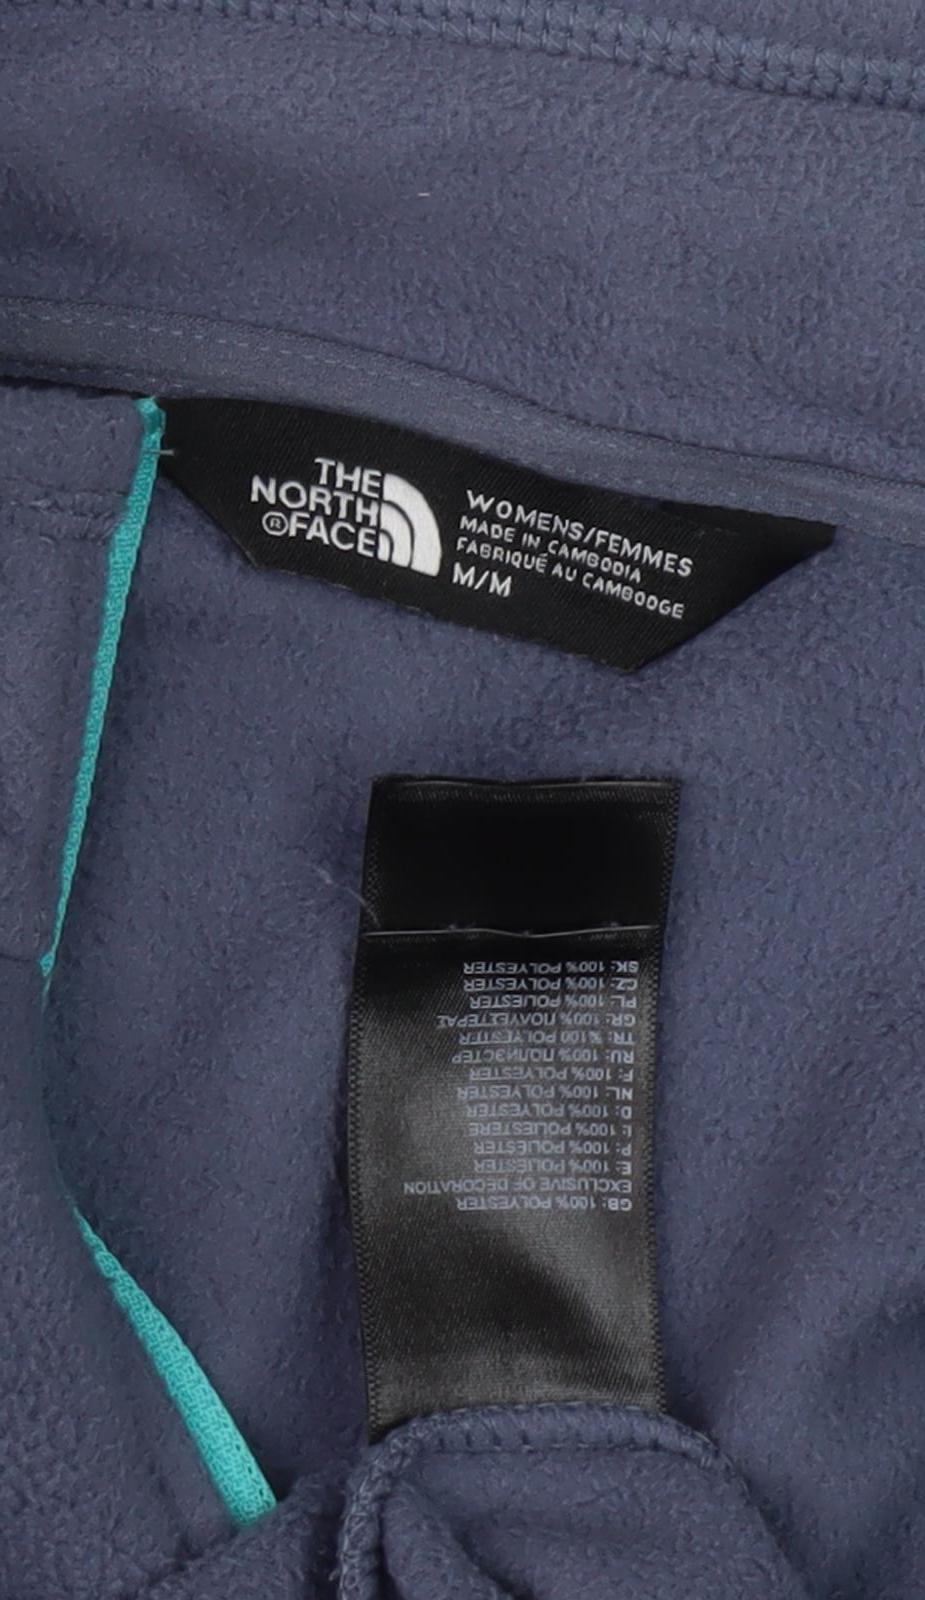 THE
NORTH
®FACE
WOMENS/FEMMES
MADE IN CAMBODIA
FABRIQUÉ AU CAMBODGE
M/M
GB: 100% POLYESTER
EXCLUSIVE OF DECORATION
E: 100% POLIESTER
P: 100% POLIÉSTER
I: 100% POLIESTERE
D: 100% POLYESTER
NL: 100% POLYESTER
F: 100% POLYESTER
RU: 100% ПОЛИЭСТЕР
TR: %100 POLYESTER
GR: 100% ΠΟΛΥΕΣΤΕΡΑΣ
PL: 100% POLIESTER
CZ: 100% POLYESTER
SK: 100% POLYESTER